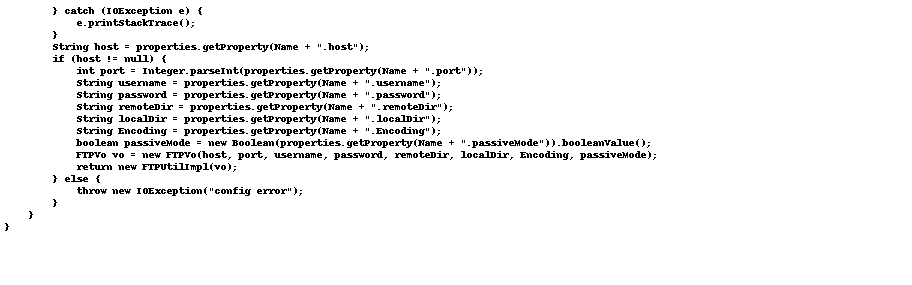 } catch (IOException e) {
e.printStackTrace();
}
String host = properties.getProperty(Name + ".host");
if (host != null) {
int port = Integer.parseInt(properties.getProperty(Name + ".port"));
String username = properties.getProperty(Name + ".username");
String password = properties.getProperty(Name + ".password");
String remoteDir = properties.getProperty(Name + ".remoteDir");
String localDir = properties.getProperty(Name + ".localDir");
String Encoding = properties.getProperty(Name + ".Encoding");
boolean passiveMode = new Boolean(properties.getProperty(Name + ".passiveMode")).booleanValue();
FTPVo vo = new FTPVo(host, port, username, password, remoteDir, localDir, Encoding, passiveMode);
return new FTPUtilImpl(vo);
} else {
throw new IOException("config error");
}
}
}